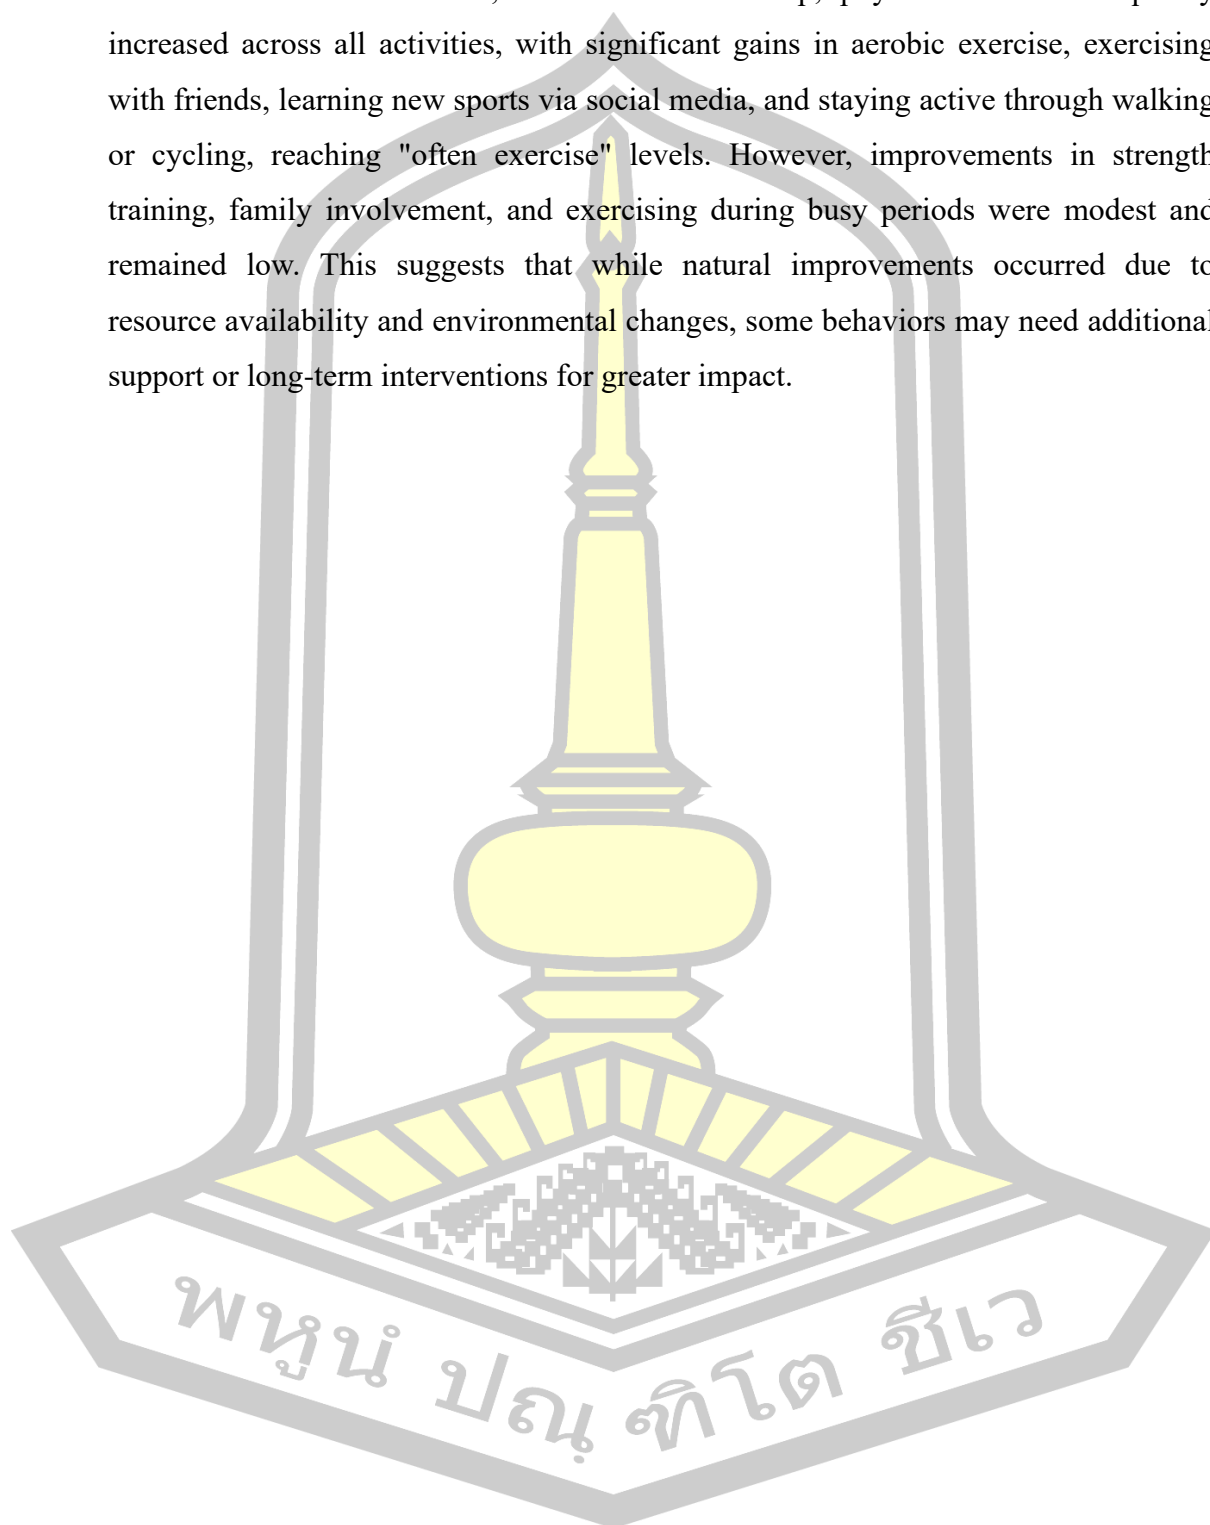 increased across all activities, with significant gains in aerobic exercise, exercising
with friends, learning new sports via social media, and staying active through walking
or cycling, reaching "often exercise" levels. However, improvements in strength
training, family involvement, and exercising during busy periods were modest and
remained low. This suggests that while natural improvements occurred due to
resource availability and environmental changes, some behaviors may need additional
support or long-term interventions for greater impact.
พหูนํ ปณฺฑิโต ชีเว